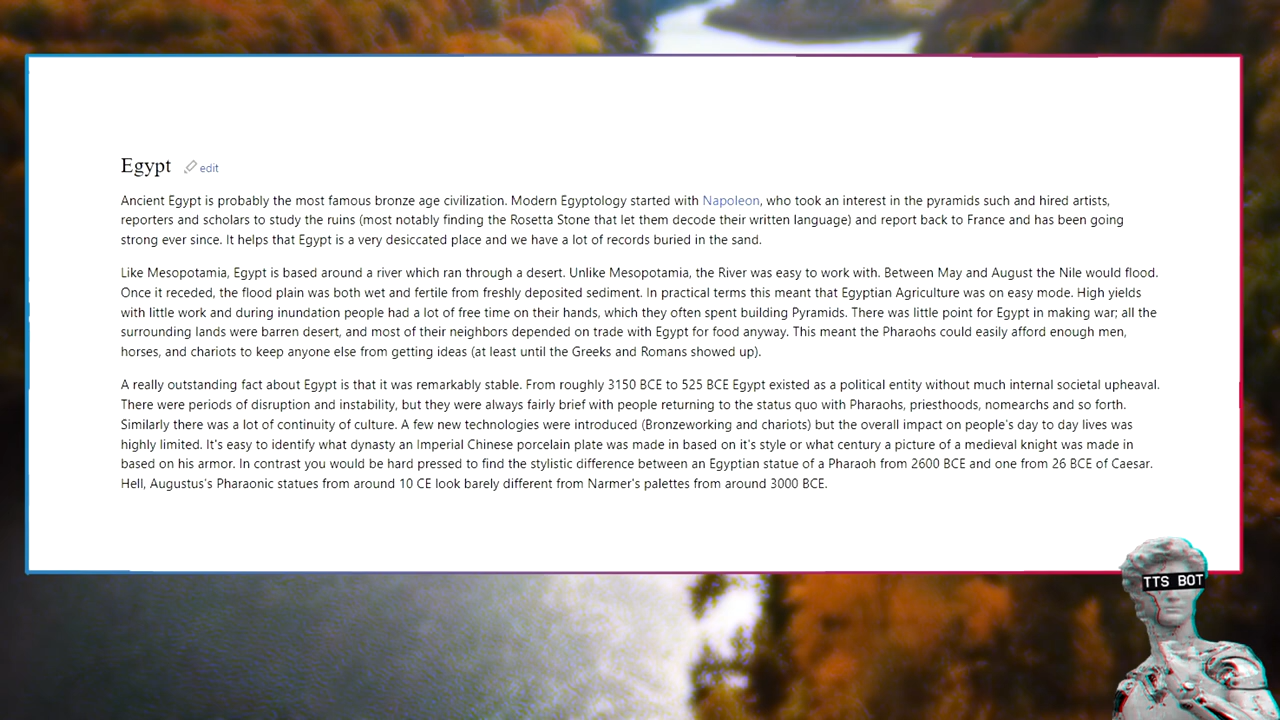 Egypt edit
Ancient Egypt is probably the most famous bronze age civilization. Modern Egyptology started with Napoleon, who took an interest in the pyramids such and hired artists,
reporters and scholars to study the ruins (most notably finding the Rosetta Stone that let them decode their written language) and report back to France and has been going
strong ever since. It helps that Egypt is a very desiccated place and we have a lot of records buried in the sand.
Like Mesopotamia, Egypt is based around a river which ran through a desert. Unlike Mesopotamia, the River was easy to work with. Between May and August the Nile would flood.
Once it receded, the flood plain was both wet and fertile from freshly deposited sediment. In practical terms this meant that Egyptian Agriculture was on easy mode. High yields
with little work and during inundation people had a lot of free time on their hands, which they often spent building Pyramids. There was little point for Egypt in making war; all the
surrounding lands were barren desert, and most of their neighbors depended on trade with Egypt for food anyway. This meant the Pharaohs could easily afford enough men,
horses, and chariots to keep anyone else from getting ideas (at least until the Greeks and Romans showed up).
A really outstanding fact about Egypt is that it was remarkably stable. From roughly 3150 BCE to 525 BCE Egypt existed as a political entity without much internal societal upheaval.
There were periods of disruption and instability, but they were always fairly brief with people returning to the status quo with Pharaohs, priesthoods, nomearchs and so forth.
Similarly there was a lot of continuity of culture. A few new technologies were introduced (Bronzeworking and chariots) but the overall impact on people's day to day lives was
highly limited. It's easy to identify what dynasty an Imperial Chinese porcelain plate was made in based on it's style or what century a picture of a medieval knight was made in
based on his armor. In contrast you would be hard pressed to find the stylistic difference between an Egyptian statue of a Pharaoh from 2600 BCE and one from 26 BCE of Caesar.
Hell, Augustus's Pharaonic statues from around 10 CE look barely different from Narmer's palettes from around 3000 BCE.
TTS BOT